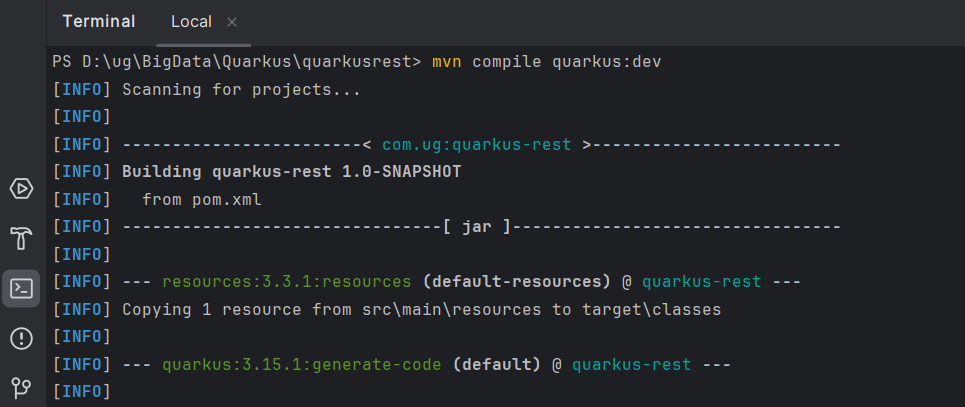 Terminal Local ×
PS D:\ug\BigData\Quarkus\quarkusrest> mvn compile quarkus:dev
[INFO] Scanning for projects...
[INFO]
[INFO] ------------------------< com.ug:quarkus-rest >-------------------------
[INFO] Building quarkus-rest 1.0-SNAPSHOT
[INFO]   from pom.xml
[INFO] --------------------------------[ jar ]---------------------------------
[INFO]
[INFO] --- resources:3.3.1:resources (default-resources) @ quarkus-rest ---
[INFO] Copying 1 resource from src\main\resources to target\classes
[INFO]
[INFO] --- quarkus:3.15.1:generate-code (default) @ quarkus-rest ---
[INFO]